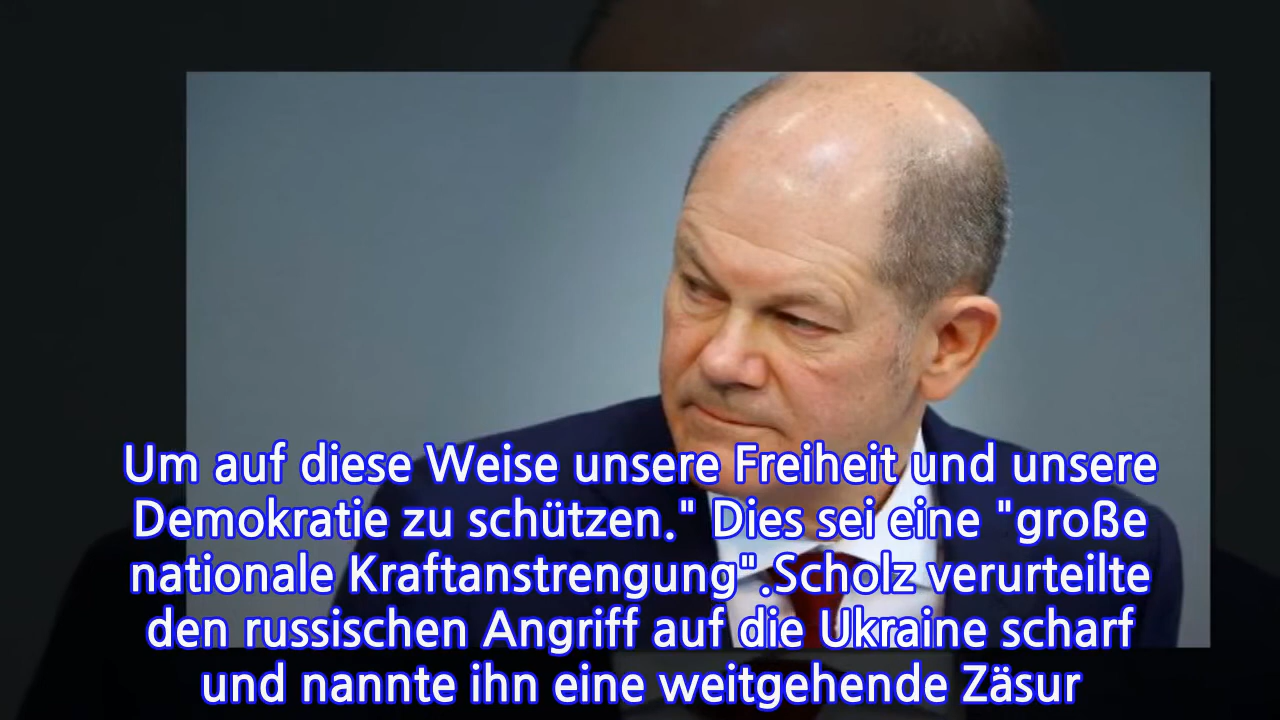 Um auf diese Weise unsere Freiheit und unsere
Demokratie zu schützen." Dies sei eine "große
nationale Kraftanstrengung".Scholz verurteilte
den russischen Angriff auf die Ukraine scharf
und nannte ihn eine weitgehende Zäsur